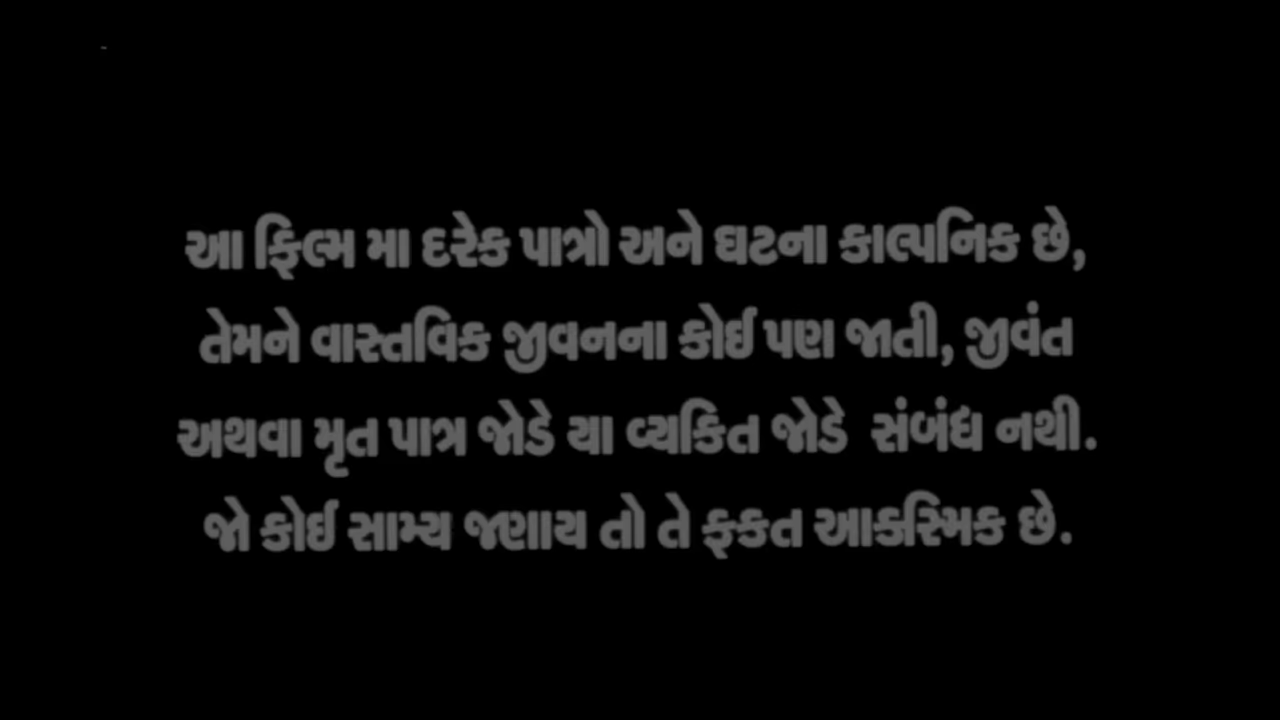 આ ફિલ્મ મા દરેક પાત્રો અને ઘટના કાલ્પનિક છે,
તેમને વાસ્તવિક જીવનના કોઈ પણ જાતી, જીવંત
અથવા મૃત પાત્ર જોડે યા વ્યકિત જોડે સંબંધ નથી.
જો કોઈ સામ્ય જણાય તો તે ફકત આકસ્મિક છે.